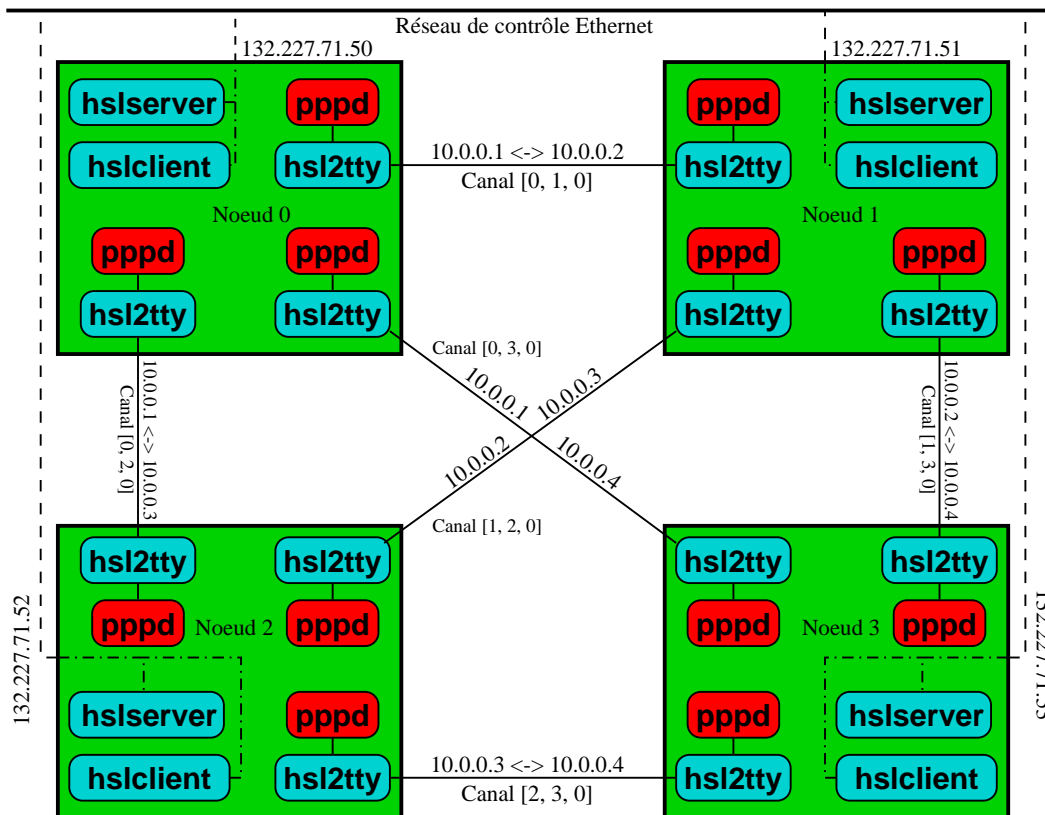 Réseau de contrôle Ethernet
132.227.71.50
132.227.71.51
hslserver
pppd
pppd
hslserver
10.0.0.1 <-> 10.0.0.2
hslclient
hsl2tty
hsl2tty
hslclient
Canal [0, 1, 0]
Noeud 0
Noeud 1
pppd
pppd
pppd
pppd
hsl2tty
hsl2tty
hsl2tty
hsl2tty
Canal [0, 3, 0]
10.0.0.1 <-> 10.0.0.3
Canal [0, 2, 0]
10.0.0.1
10.0.0.3
10.0.0.2
10.0.0.4
10.0.0.2 <-> 10.0.0.4
Canal [1, 3, 0]
Canal [1, 2, 0]
hsl2tty
hsl2tty
hsl2tty
hsl2tty
pppd
Noeud 2
pppd
pppd
Noeud 3
pppd
132.227.71.52
132.227.71.53
hslserver
pppd
pppd
hslserver
10.0.0.3 <-> 10.0.0.4
hslclient
hsl2tty
hsl2tty
hslclient
Canal [2, 3, 0]